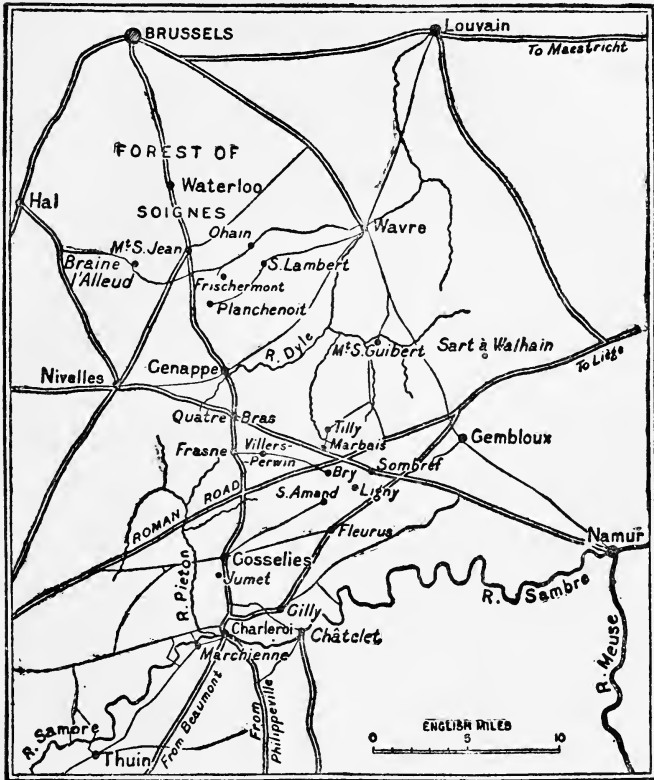 BRUSSELS
Louvain
To Maestricht
FOREST OF
Waterloo
Hal
SOIGNES
Ohain
Wavre
Mt. S. Jean
S. Lambert
Braine
l'Alleud
Frischermont
Planchenoit
R. Dyle
Mt. S. Guibert
Sart à Walhain
To Liège
Genappe
Nivelles
Quatre Bras
Tilly
Marbais
Gembloux
Frasne
Villers-
Perwin
Bry
Sombref
S. Amand
Ligny
ROMAN ROAD
Fleurus
Namur
Gosselies
Jumet
R. Pieton
R. Sambre
Gilly
Charleroi
Châtelet
Marchienne
R. Meuse
From Beaumont
From
Philippeville
R. Sambre
Thuin
ENGLISH MILES
0 5 10